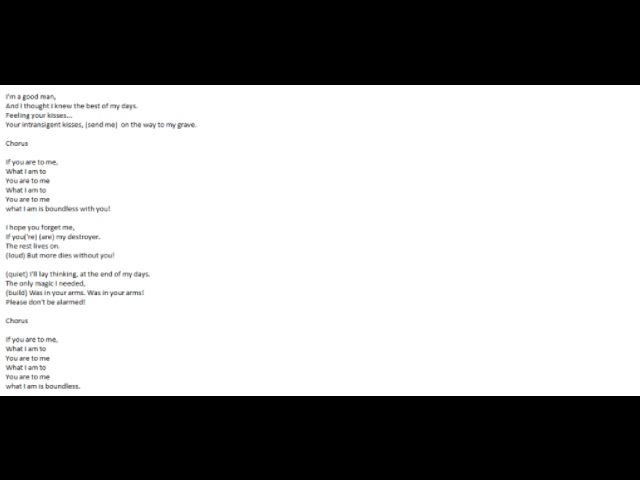 I'm a good man,
And I thought I knew the best of my days.
Feeling your kisses...
Your intransigent kisses, (send me) on the way to my grave.
Chorus
If you are to me,
What I am to
You are to me
What I am to
You are to me
what I am is boundless with you!
I hope you forget me,
If you('re) (are) my destroyer.
The rest lives on.
(loud) But more dies without you!
(quiet) I'll lay thinking, at the end of my days.
The only magic I needed,
(build) Was in your arms. Was in your arms!
Please don't be alarmed!
Chorus
If you are to me,
What I am to
You are to me
What I am to
You are to me
what I am is boundless.